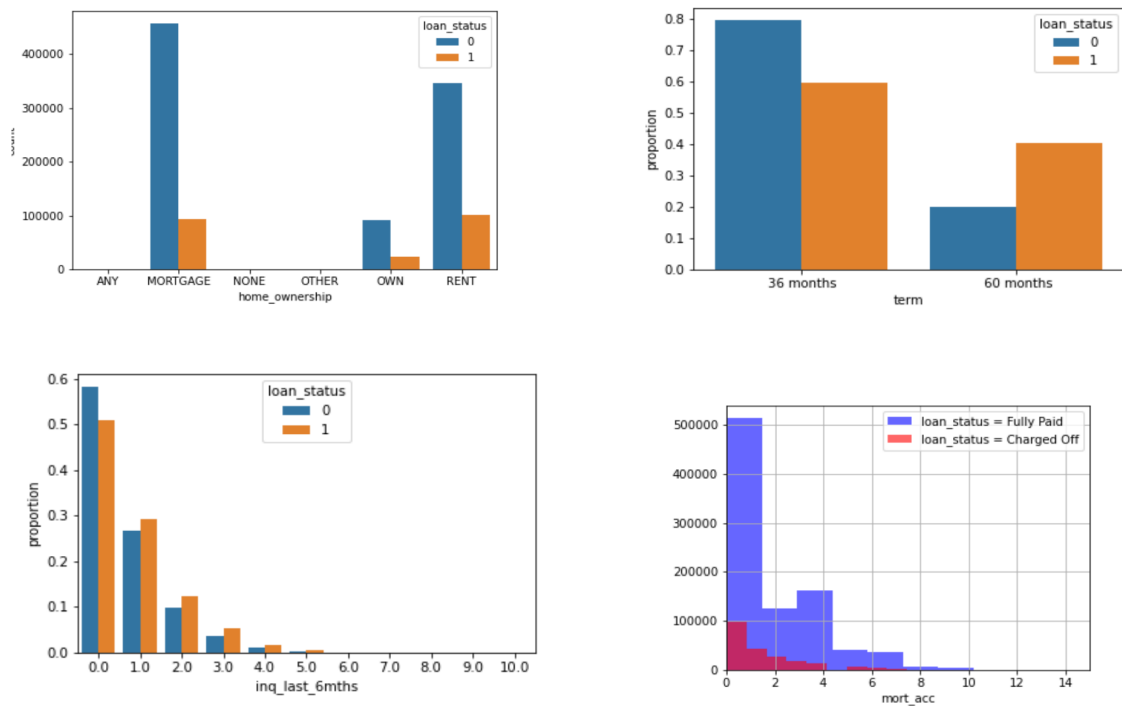 loan_status
0
1
400000
300000
200000
100000
0
ANY MORTGAGE NONE OTHER OWN RENT
home_ownership
loan_status
0
1
0.8
0.7
0.6
0.5
0.4
0.3
0.2
0.1
0.0
proportion
36 months 60 months
term
loan_status
0
1
0.6
0.5
0.4
0.3
0.2
0.1
0.0
proportion
0.0 1.0 2.0 3.0 4.0 5.0 6.0 7.0 8.0 9.0 10.0
inq_last_6mths
loan_status = Fully Paid
loan_status = Charged Off
500000
400000
300000
200000
100000
0
0 2 4 6 8 10 12 14
mort_acc